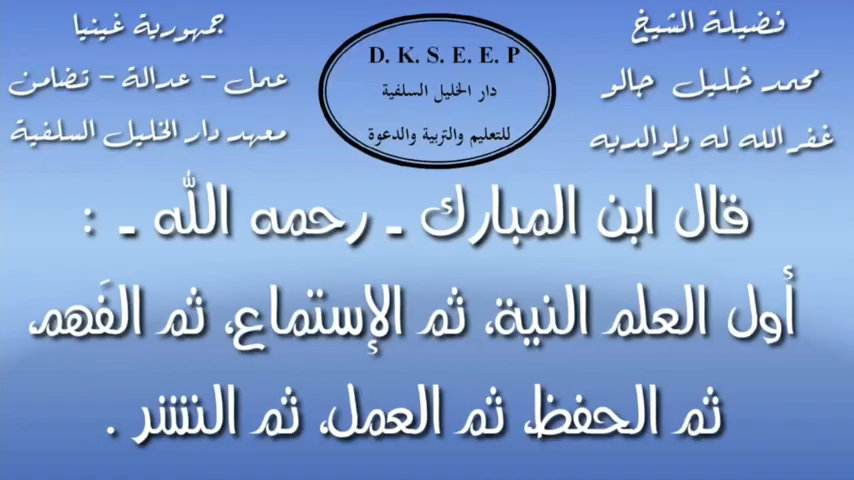 فضيلة الشيخ
محمد خليل جالو
غفر الله له ولوالديه
D. K. S. E. E. P
دار الخليل السلفية
للتعليم والتربية والدعوة
جمهورية غينيا
عمل - عدالة - تضامن
معهد دار الخليل السلفية
قال ابن المبارك - رحمه الله - :
أول العلم النية، ثم الإستماع، ثم الفَهم،
ثم الحفظ، ثم العمل، ثم النشر .